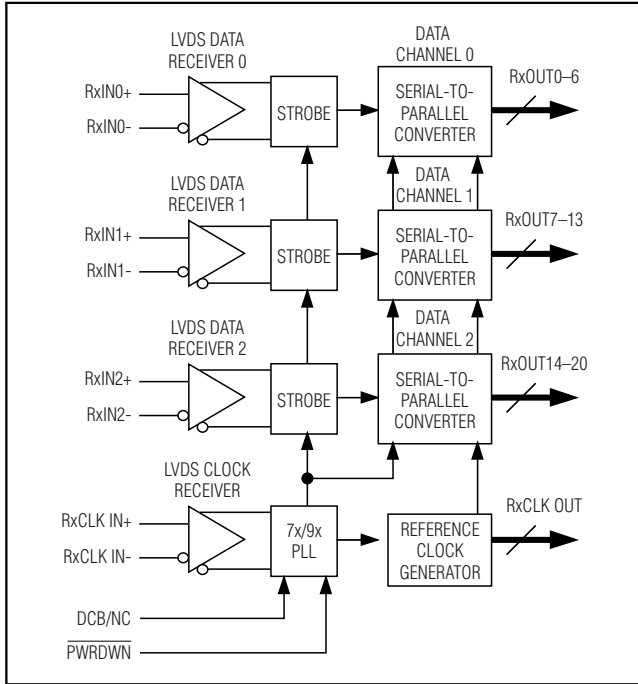 LVDS DATA
RECEIVER 0
DATA
CHANNEL 0
RxIN0+
RxIN0-
STROBE
SERIAL-TO-
PARALLEL
CONVERTER
RxOUT0–6
LVDS DATA
RECEIVER 1
DATA
CHANNEL 1
RxIN1+
RxIN1-
STROBE
SERIAL-TO-
PARALLEL
CONVERTER
RxOUT7–13
LVDS DATA
RECEIVER 2
DATA
CHANNEL 2
RxIN2+
RxIN2-
STROBE
SERIAL-TO-
PARALLEL
CONVERTER
RxOUT14–20
LVDS CLOCK
RECEIVER
RxCLK IN+
RxCLK IN-
7x/9x
PLL
REFERENCE
CLOCK
GENERATOR
RxCLK OUT
DCB/NC
PWRDWN